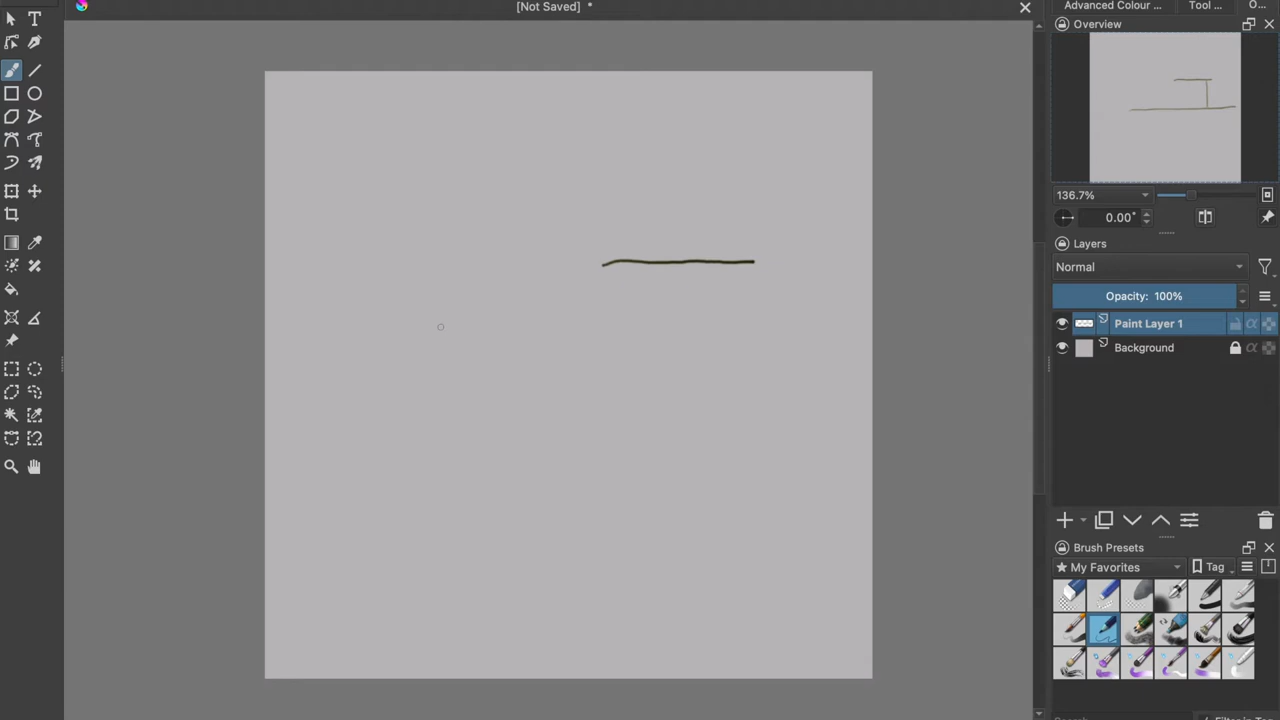 [Not Saved] *
Advanced Colour ...
Tool ...
O...
Overview
136.7%
0.00°
Layers
Normal
Opacity: 100%
Paint Layer 1
Background
Brush Presets
My Favorites
Tag